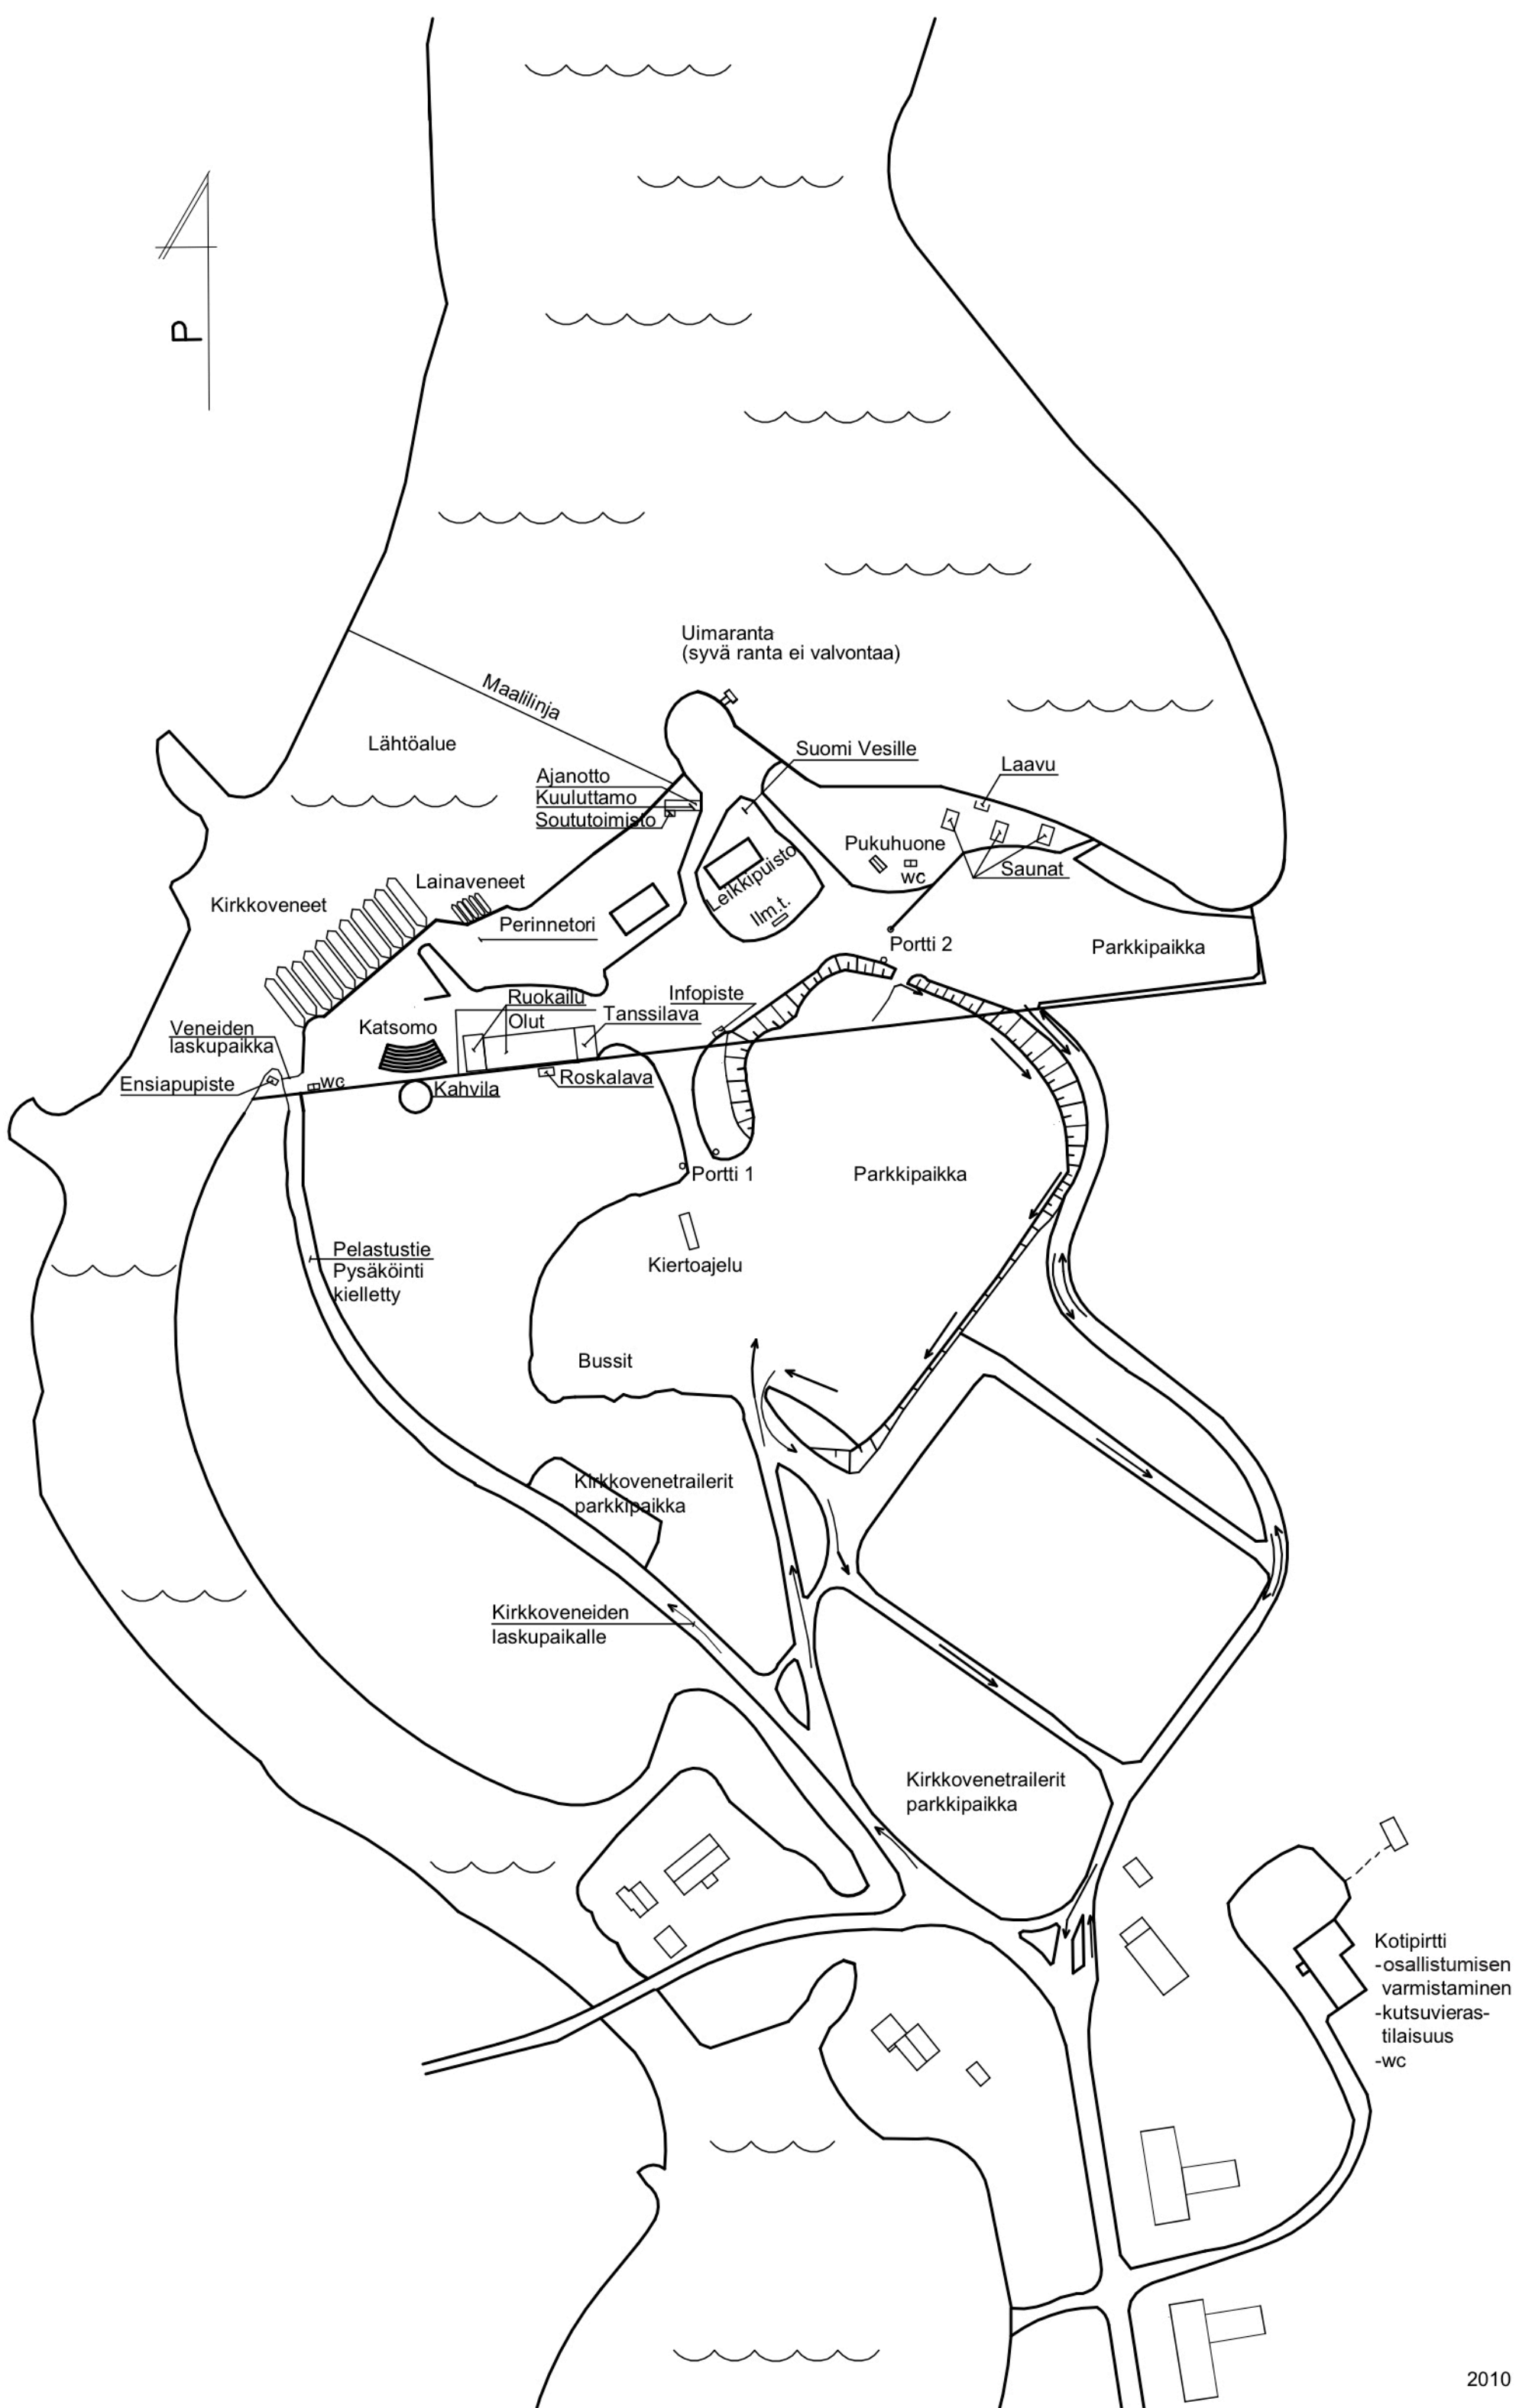 P
Uimaranta
(syvä ranta ei valvontaa)
Maalilinja
Lähtöalue
Suomi Vesille
Laavu
Ajanotto
Kuuluttamo
Soututoimisto
Pukuhuone
wc
Saunat
Leikkipuisto
Ilm.t.
Lainaveneet
Kirkkoveneet
Perinnetori
Portti 2
Parkkipaikka
Infopiste
Ruokailu
Olut
Tanssilava
Katsomo
Veneiden
laskupaikka
Ensiapupiste
wc
Kahvila
Roskalava
Portti 1
Parkkipaikka
Kiertoajelu
Pelastustie
Pysäköinti
kielletty
Bussit
Kirkkovenetrailerit
parkkipaikka
Kirkkoveneiden
laskupaikalle
Kirkkovenetrailerit
parkkipaikka
Kotipirtti
-osallistumisen
varmistaminen
-kutsuvieras-
tilaisuus
-wc
2010